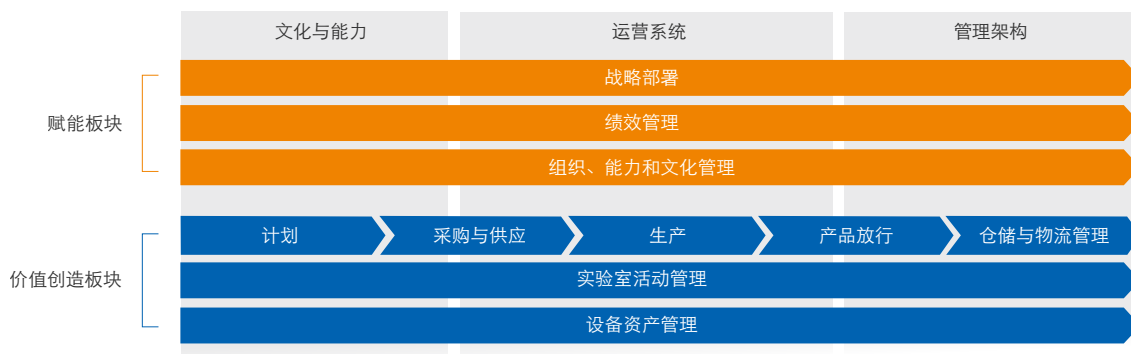 文化与能力
运营系统
管理架构
赋能板块
战略部署
绩效管理
组织、能力和文化管理
价值创造板块
计划
采购与供应
生产
产品放行
仓储与物流管理
实验室活动管理
设备资产管理